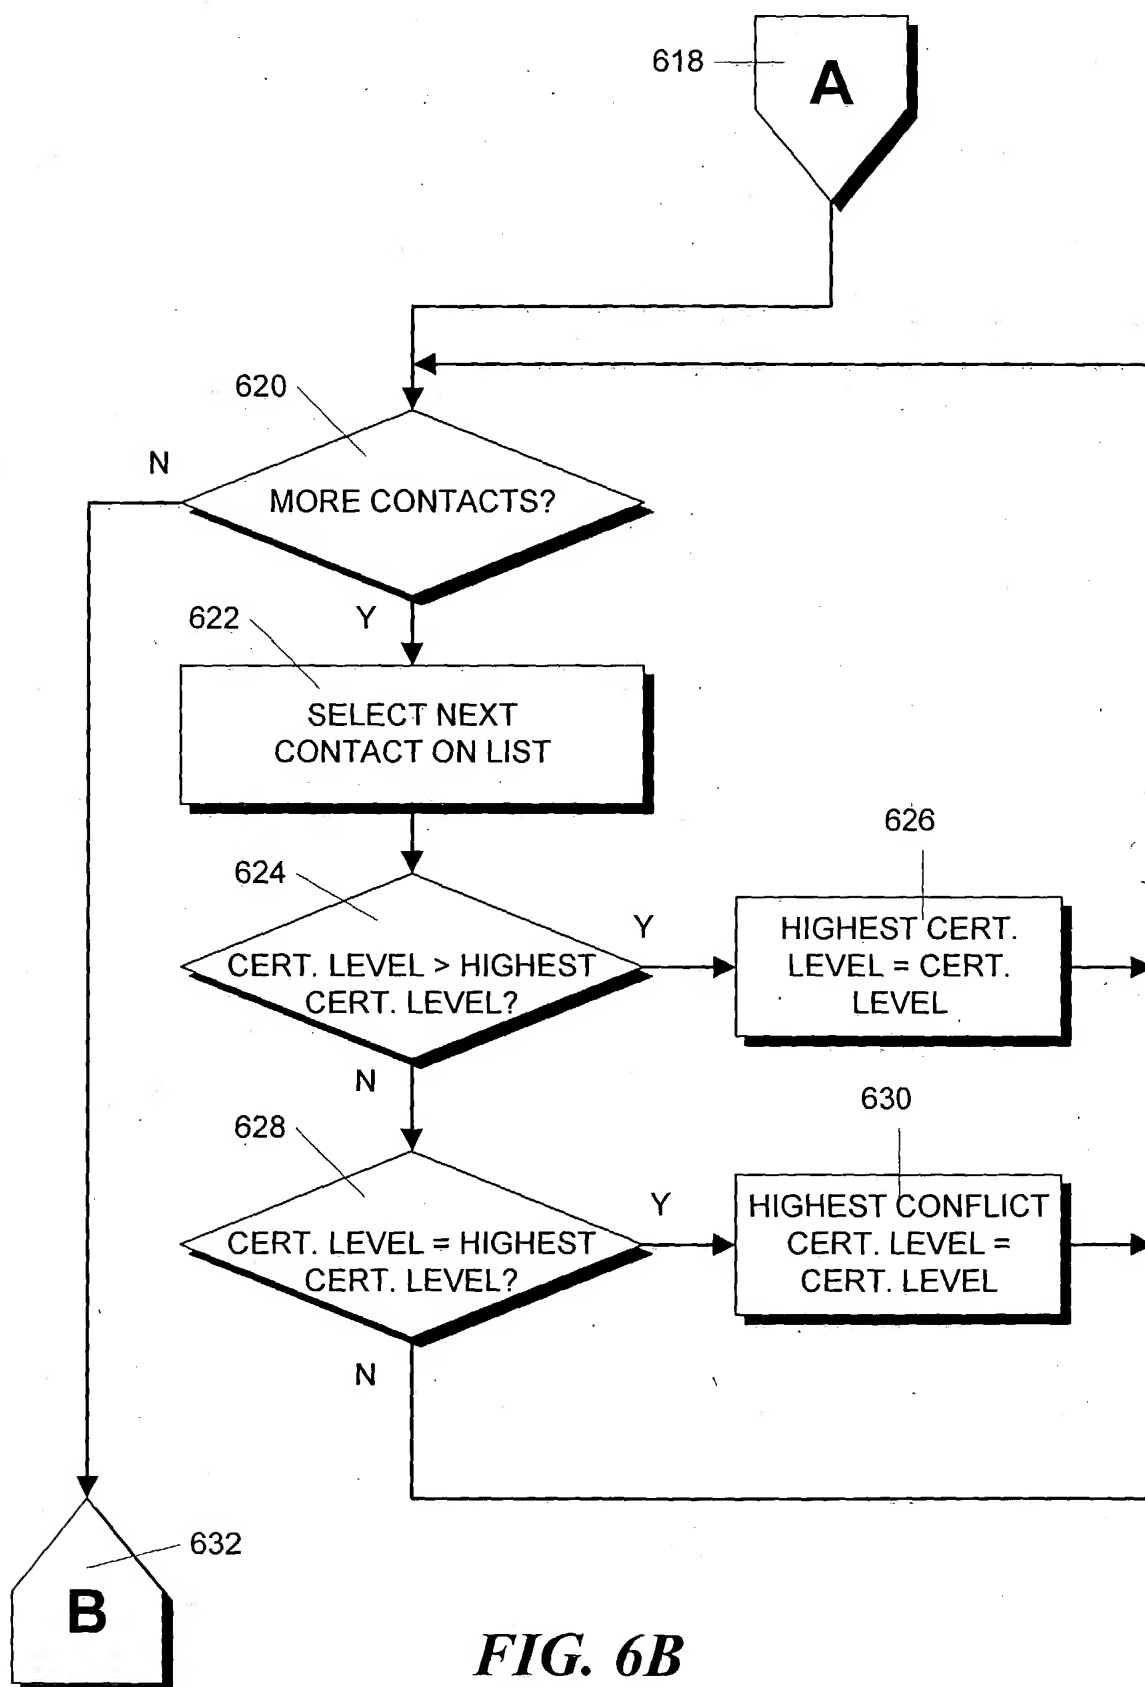 618
A
620
N
MORE CONTACTS?
Y
622
SELECT NEXT
CONTACT ON LIST
624
CERT. LEVEL > HIGHEST
CERT. LEVEL?
Y
626
HIGHEST CERT.
LEVEL = CERT.
LEVEL
N
628
CERT. LEVEL = HIGHEST
CERT. LEVEL?
Y
630
HIGHEST CONFLICT
CERT. LEVEL =
CERT. LEVEL
N
632
B
FIG. 6B